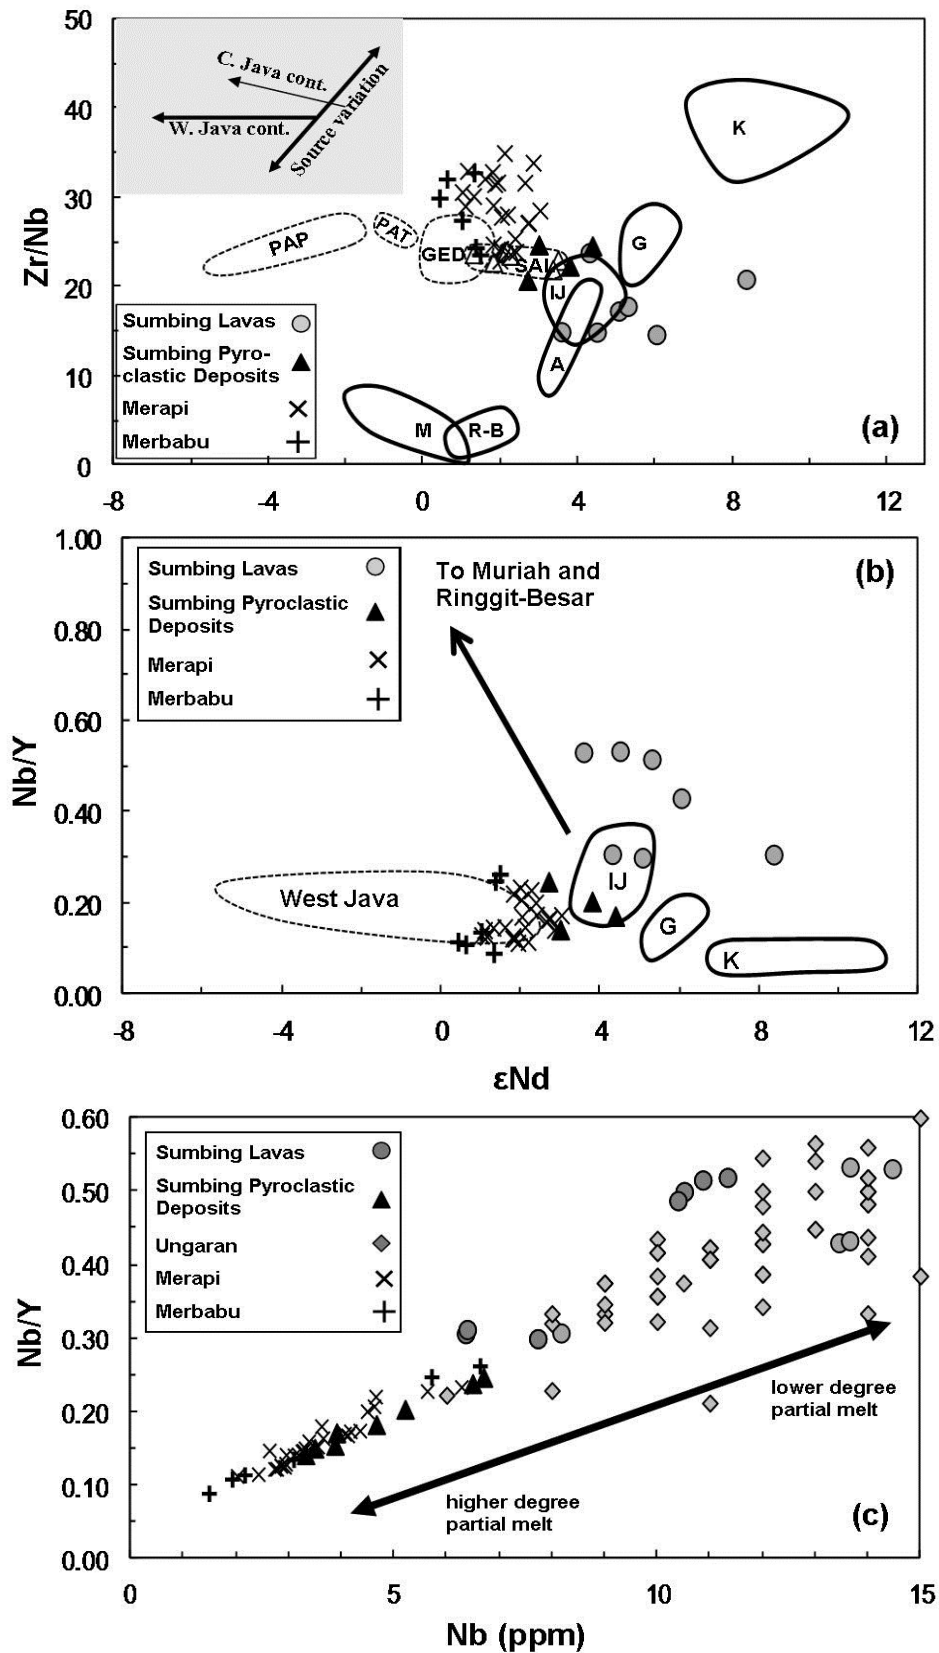 50
40
30
20
10
0
Zr/Nb
C. Java cont.
W. Java cont.
Source variation
PAP
PAT
GED
SAL
IJ
G
K
A
M
R-B
Sumbing Lavas
Sumbing Pyro-
clastic Deposits
Merapi
Merbabu
(a)
-8 -4 0 4 8 12
1.00
0.80
0.60
0.40
0.20
0.00
Nb/Y
Sumbing Lavas
Sumbing Pyroclastic
Deposits
Merapi
Merbabu
To Muriah and
Ringgit-Besar
(b)
West Java
IJ
G
K
-8 -4 0 4 8 12
εNd
0.60
0.50
0.40
0.30
0.20
0.10
0.00
Nb/Y
Sumbing Lavas
Sumbing Pyroclastic
Deposits
Ungaran
Merapi
Merbabu
lower degree
partial melt
higher degree
partial melt
(c)
0 5 10 15
Nb (ppm)